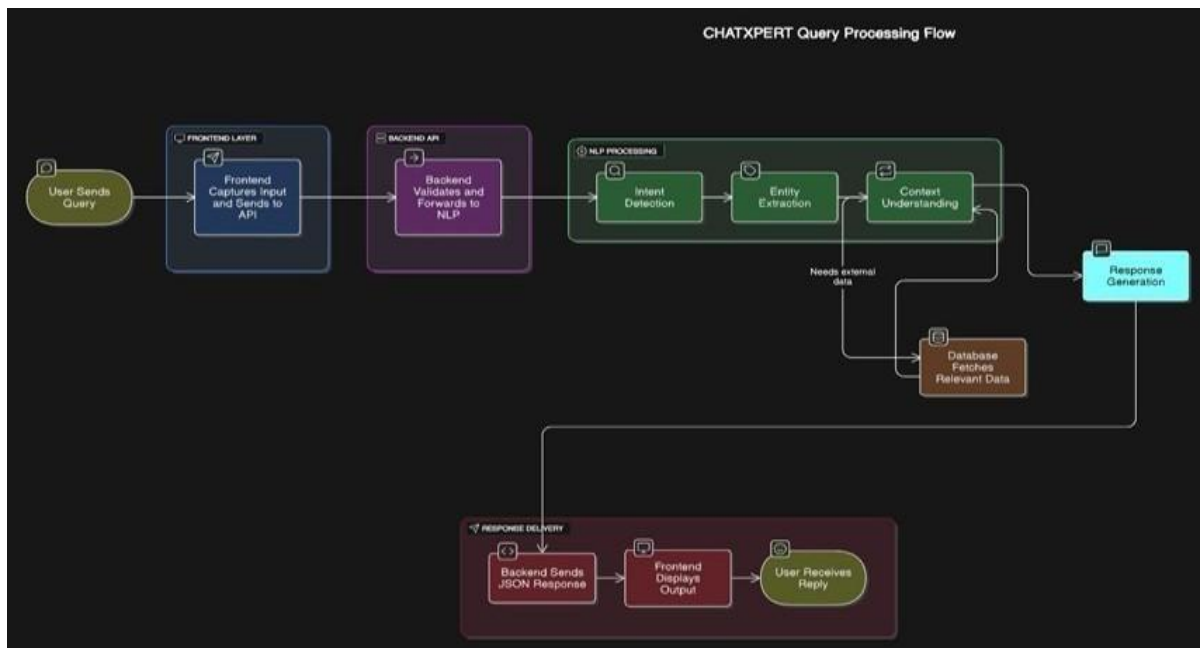 CHATXPERT Query Processing Flow
FRONTEND LAYER
BACKEND API
NLP PROCESSING
User Sends
Query
Frontend
Captures Input
and Sends to
API
Backend
Validates and
Forwards to
NLP
Intent
Detection
Entity
Extraction
Context
Understanding
Needs external
data
Response
Generation
Database
Fetches
Relevant Data
RESPONSE DELIVERY
Backend Sends
JSON Response
Frontend
Displays
Output
User Receives
Reply